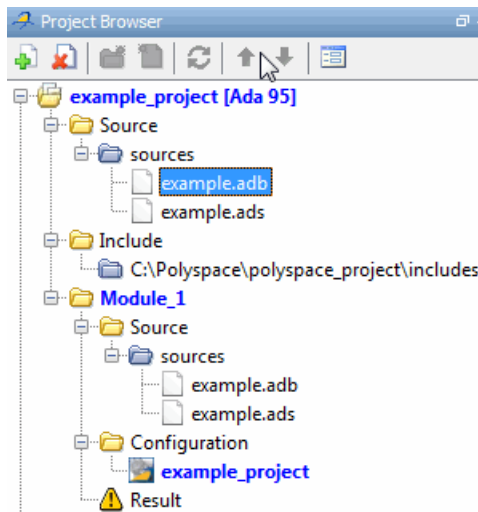 Project Browser
example_project [Ada 95]
Source
sources
example.adb
example.ads
Include
C:\Polyspace\polyspace_project\includes
Module_1
Source
sources
example.adb
example.ads
Configuration
example_project
Result